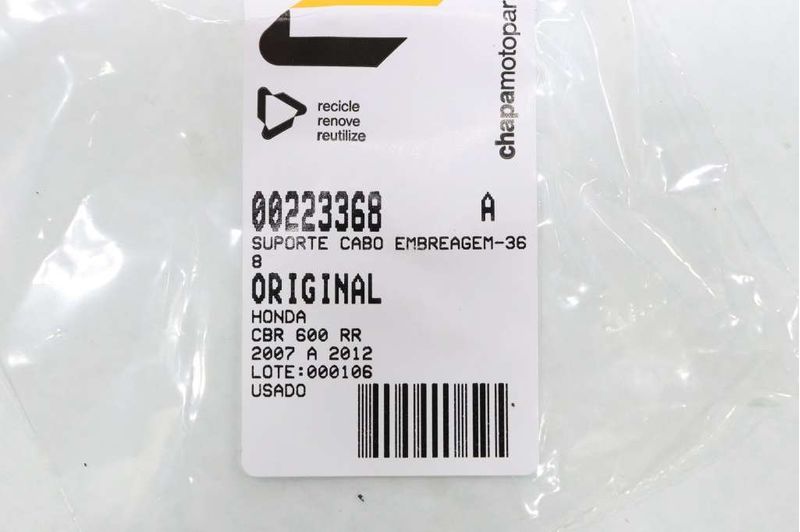 recicle
renove
reutilize
chapamotopar
00223368 A
SUPORTE CABO EMBREAGEM-36
8
ORIGINAL
HONDA
CBR 600 RR
2007 A 2012
LOTE:000106
USADO